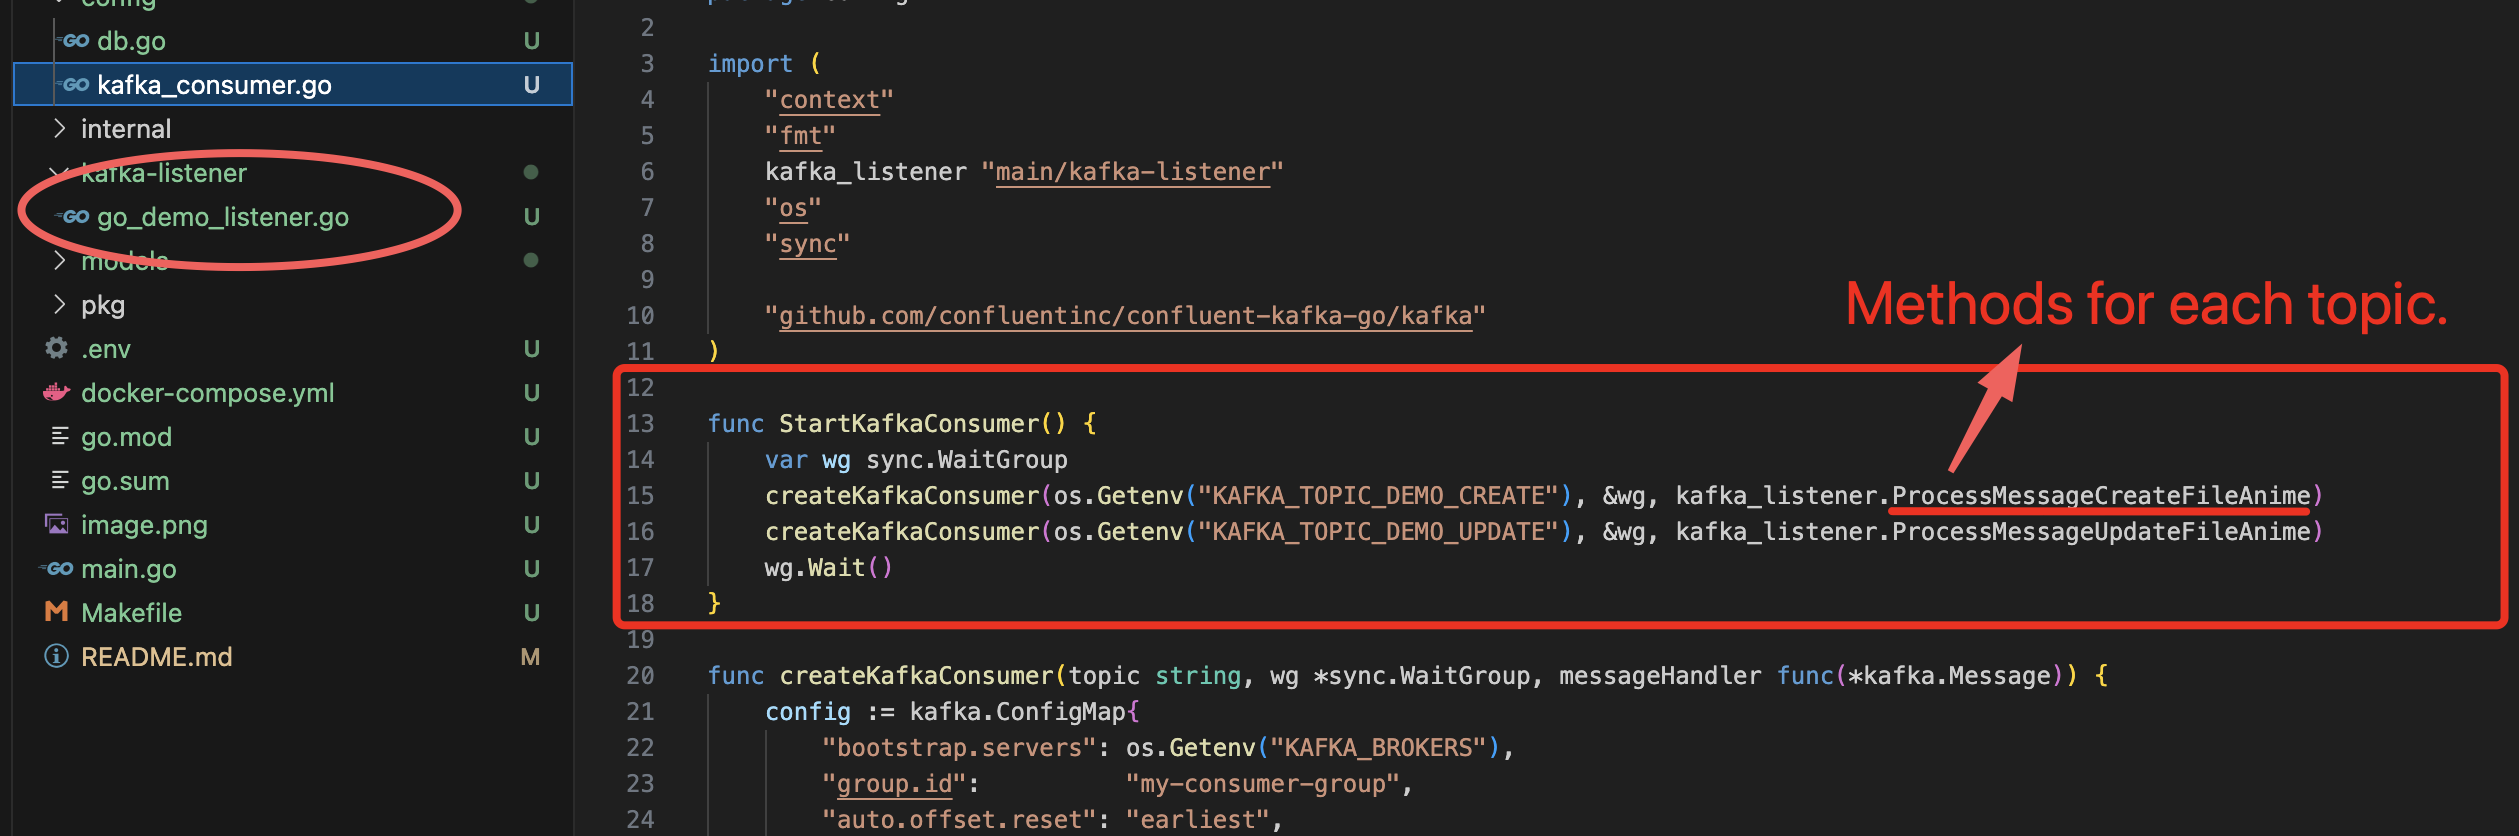 config
db.go U
kafka_consumer.go U
internal
kafka-listener
go_demo_listener.go U
models
pkg
.env U
docker-compose.yml U
go.mod U
go.sum U
image.png U
main.go U
Makefile U
README.md M
2
3 import (
4 "context"
5 "fmt"
6 kafka_listener "main/kafka-listener"
7 "os"
8 "sync"
9
10 "github.com/confluentinc/confluent-kafka-go/kafka"
11 )
Methods for each topic.
12
13 func StartKafkaConsumer() {
14 var wg sync.WaitGroup
15 createKafkaConsumer(os.Getenv("KAFKA_TOPIC_DEMO_CREATE"), &wg, kafka_listener.ProcessMessageCreateFileAnime)
16 createKafkaConsumer(os.Getenv("KAFKA_TOPIC_DEMO_UPDATE"), &wg, kafka_listener.ProcessMessageUpdateFileAnime)
17 wg.Wait()
18 }
19
20 func createKafkaConsumer(topic string, wg *sync.WaitGroup, messageHandler func(*kafka.Message)) {
21 config := kafka.ConfigMap{
22 "bootstrap.servers": os.Getenv("KAFKA_BROKERS"),
23 "group.id": "my-consumer-group",
24 "auto.offset.reset": "earliest",